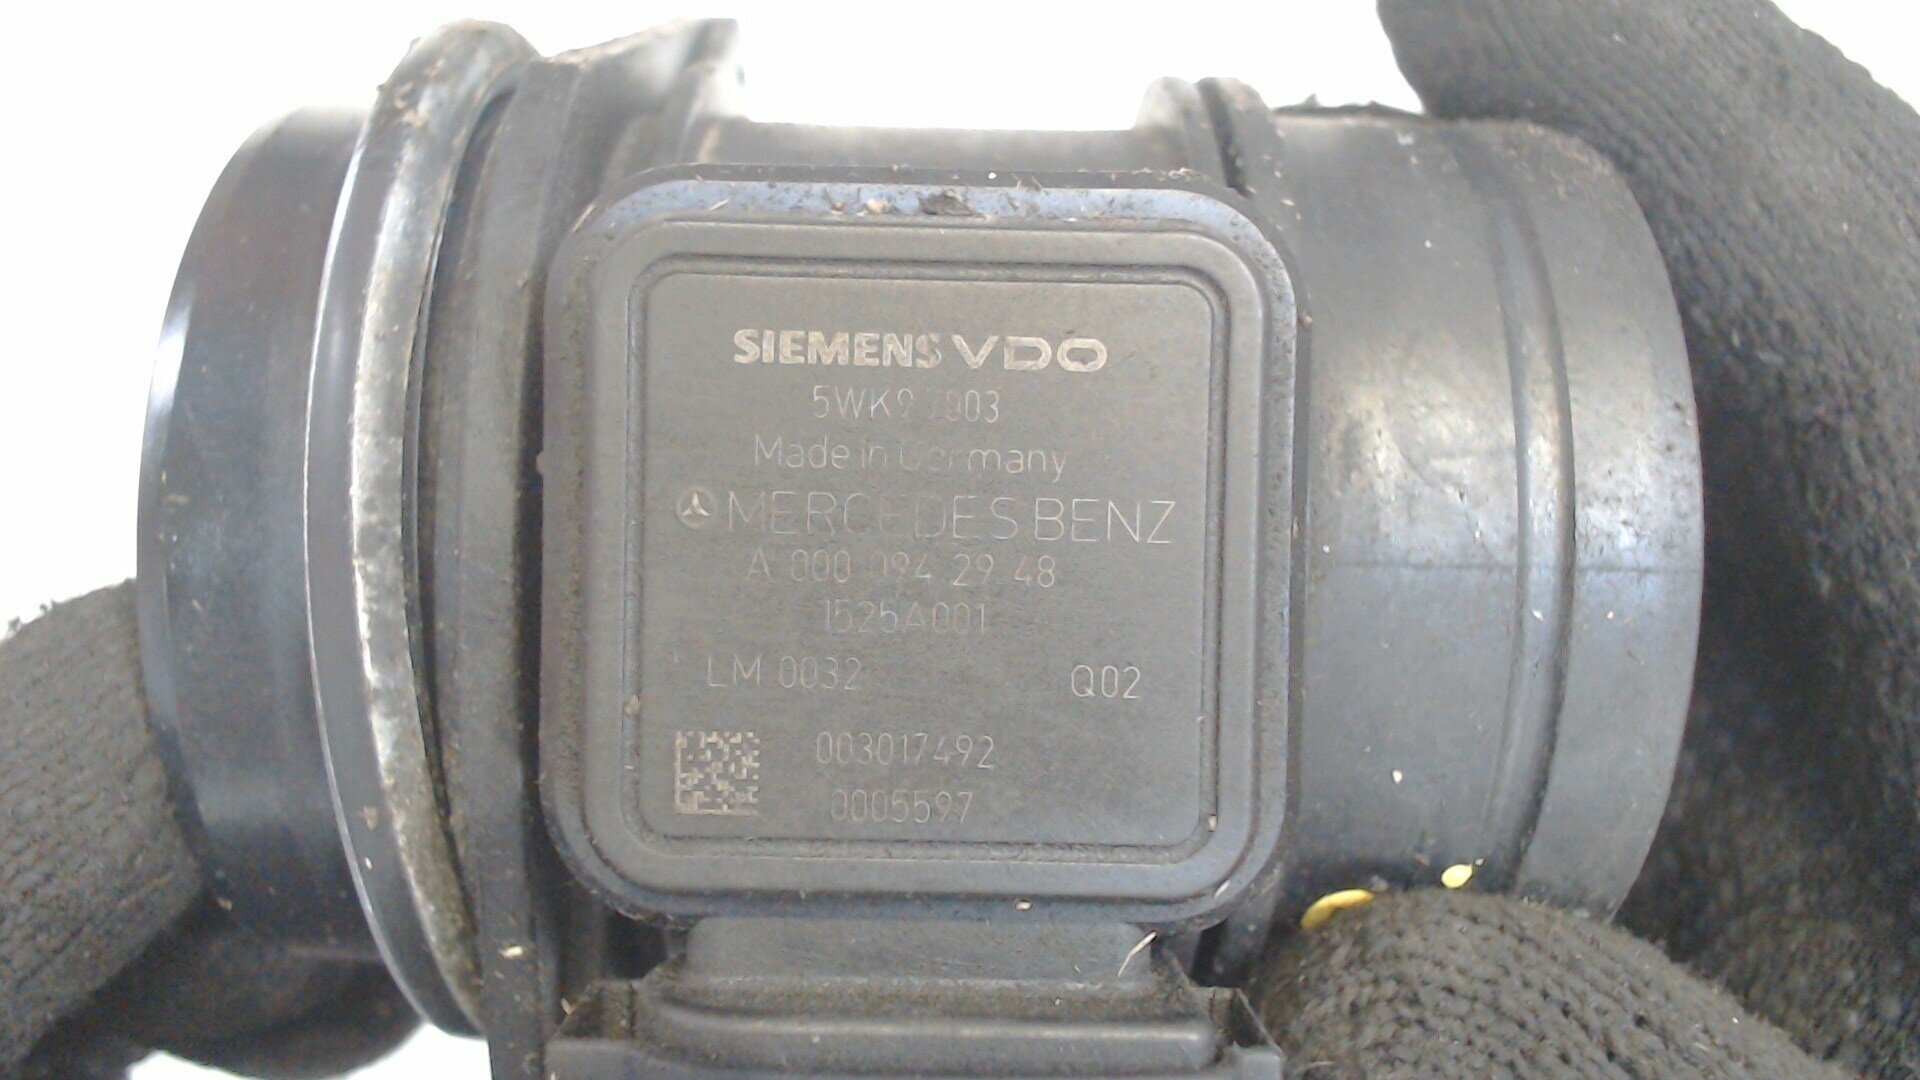 SIEMENS VDO
5WK9 7003
Made in Germany
MERCEDES BENZ
A 000 094 29 48
1525A001
LM 0032
Q02
003017492
0005597